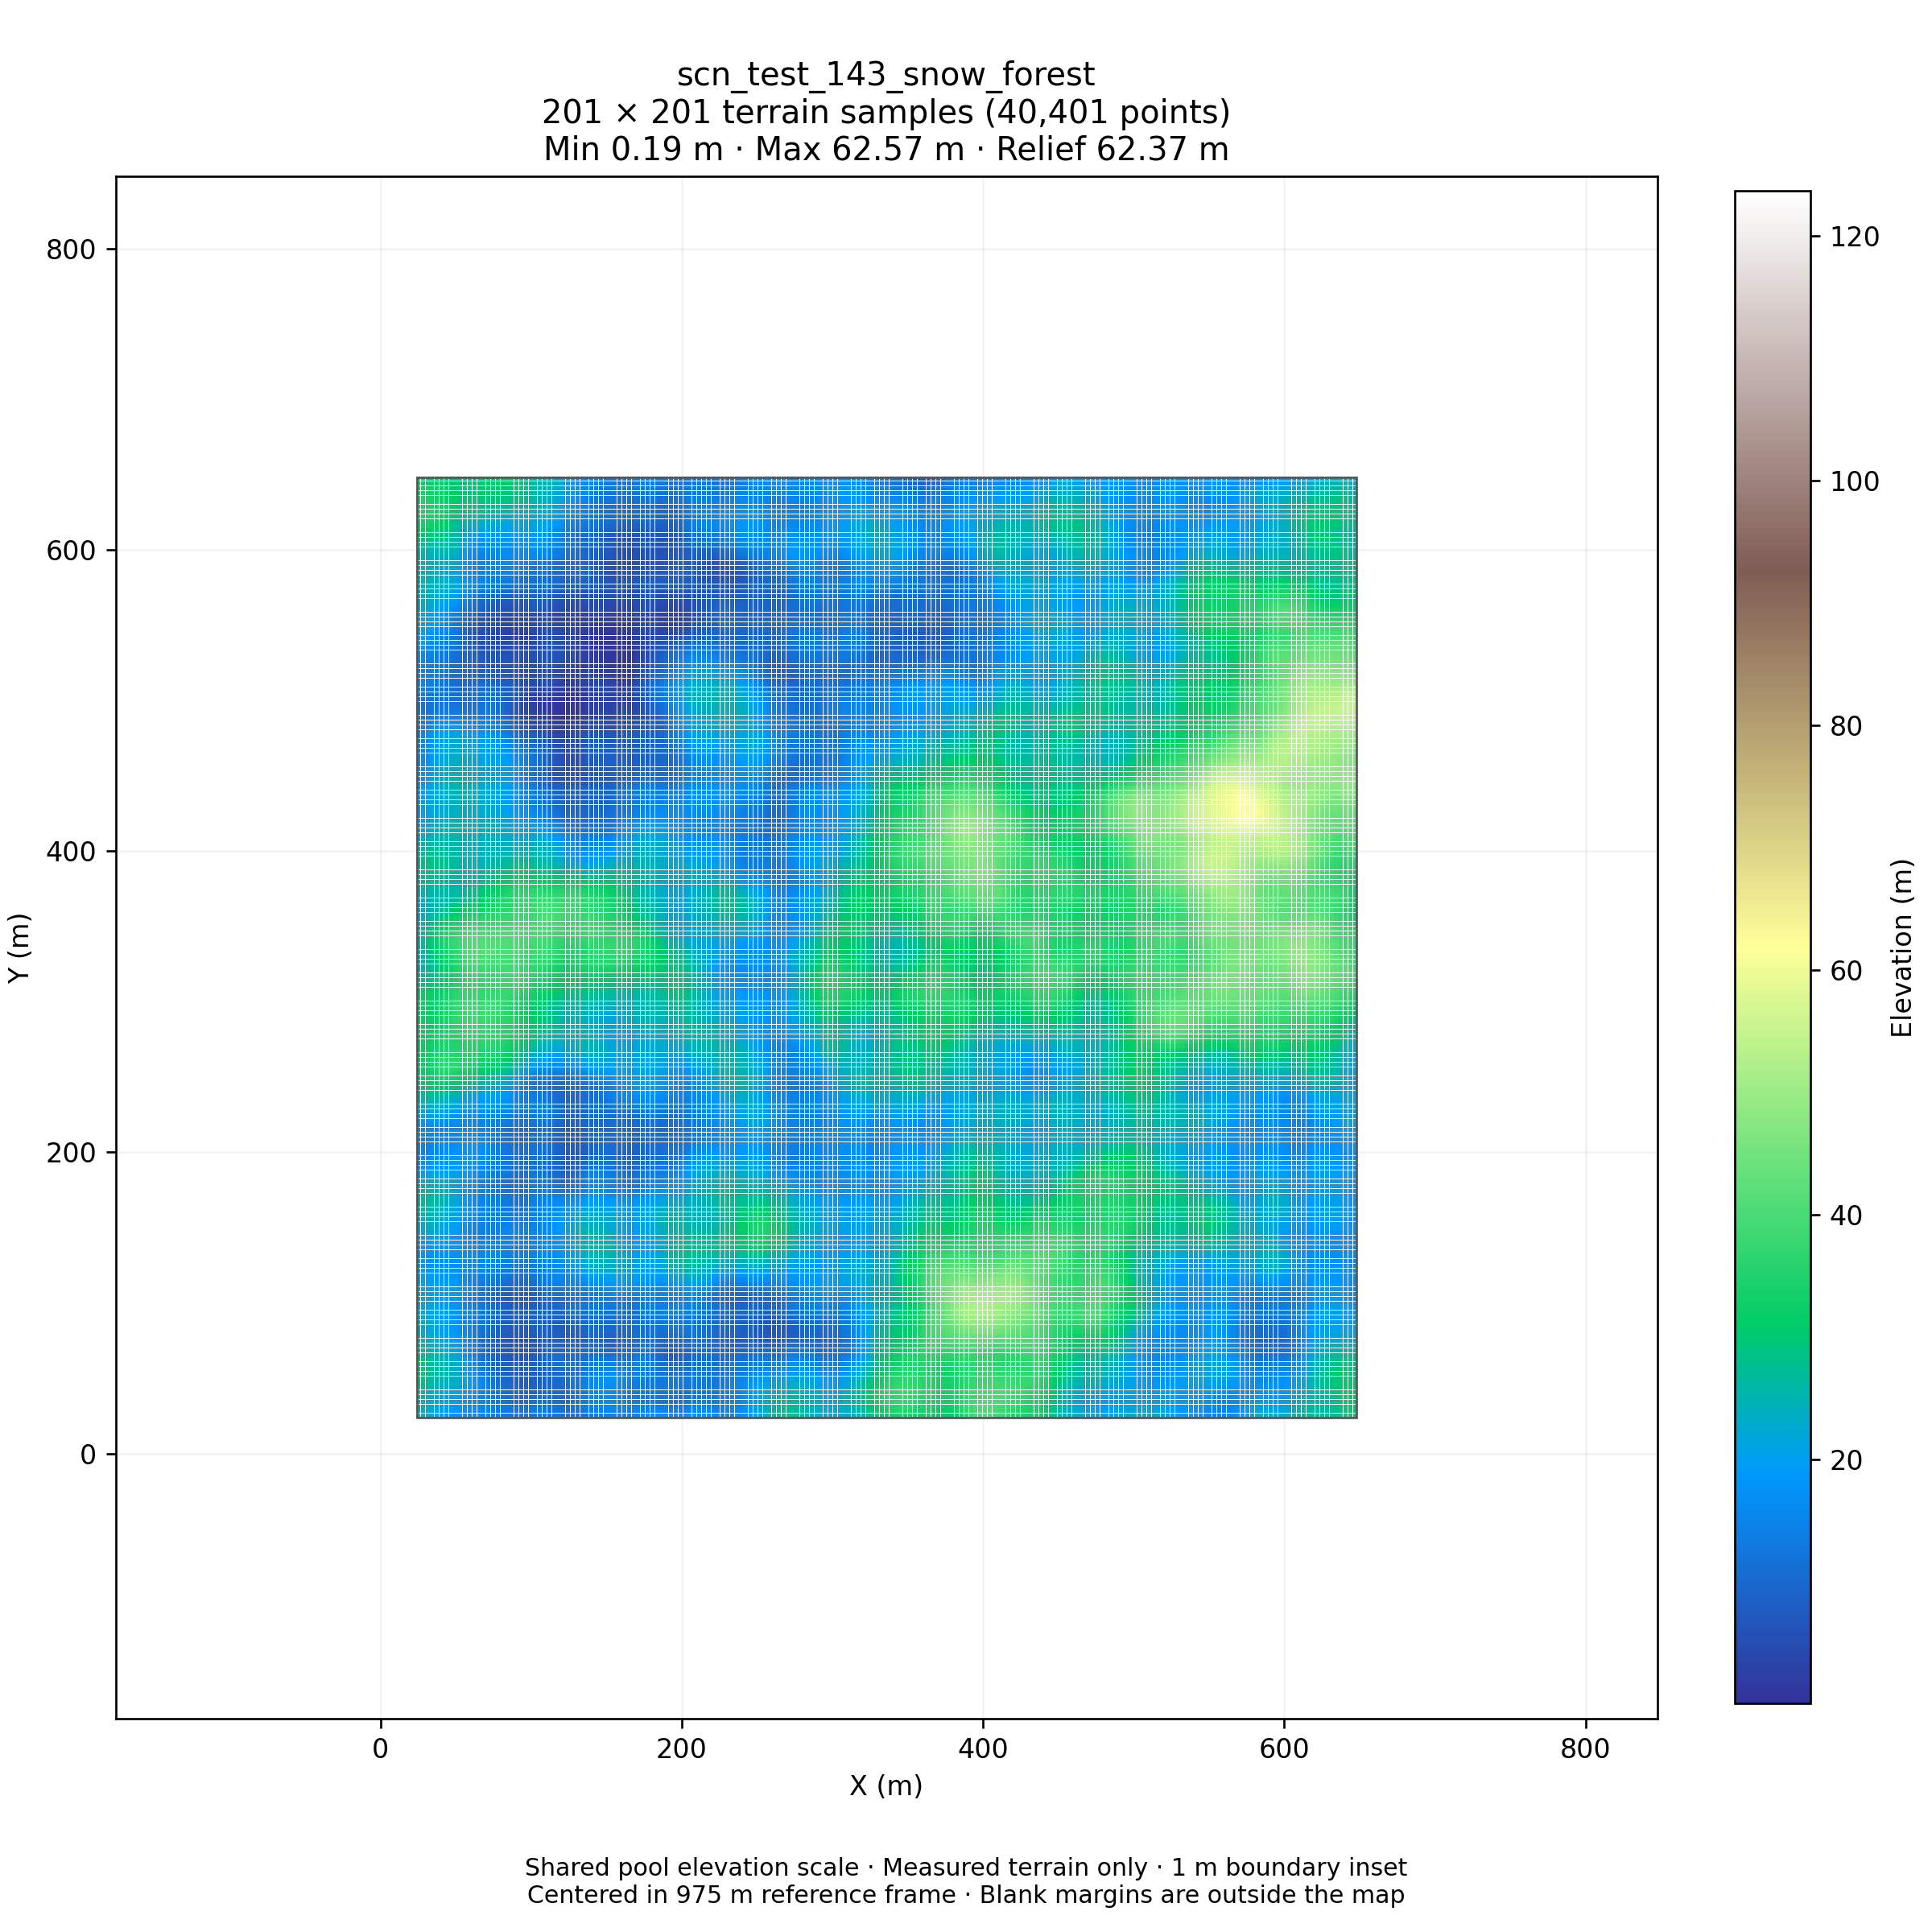 scn_test_143_snow_forest
201 × 201 terrain samples (40,401 points)
Min 0.19 m · Max 62.57 m · Relief 62.37 m
800
600
400
200
0
Y (m)
0 200 400 600 800
X (m)
120
100
80
60
40
20
Elevation (m)
Shared pool elevation scale · Measured terrain only · 1 m boundary inset
Centered in 975 m reference frame · Blank margins are outside the map